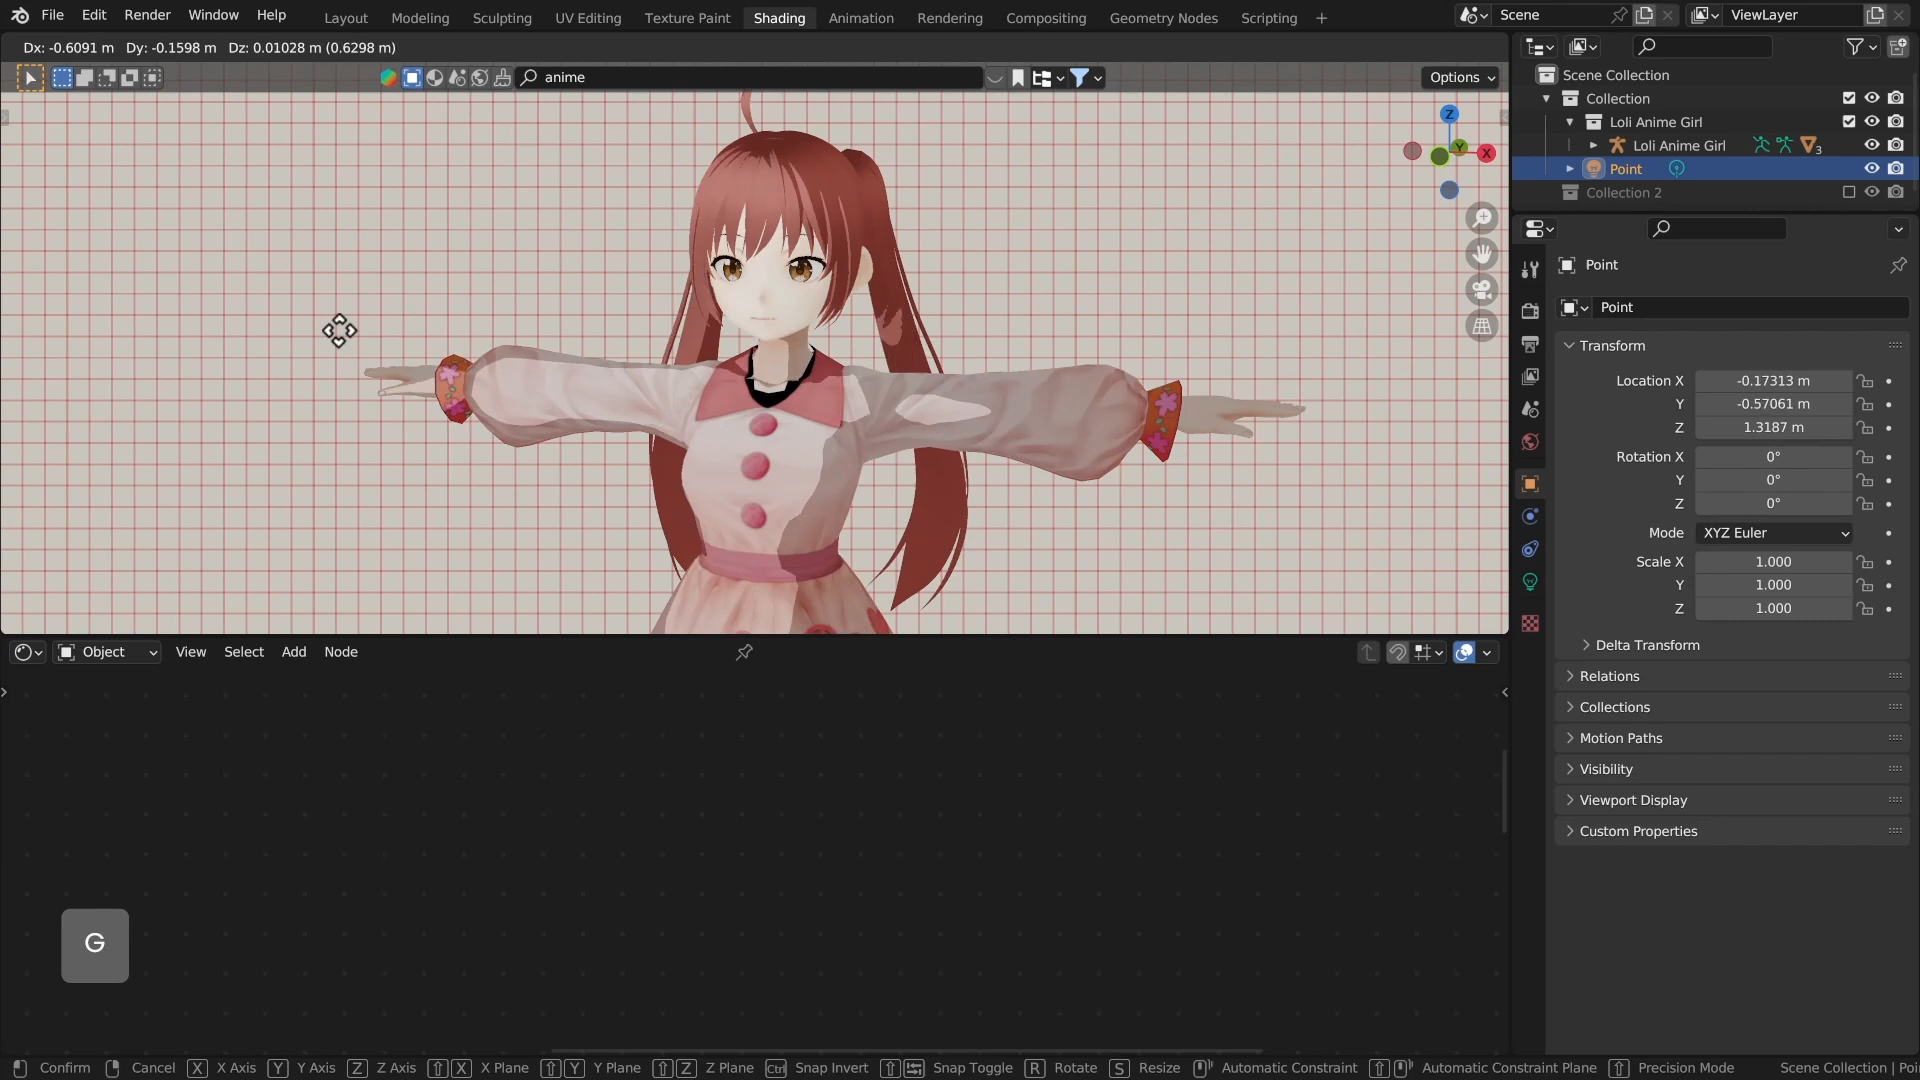 File Edit Render Window Help Layout Modeling Sculpting UV Editing Texture Paint Shading Animation Rendering Compositing Geometry Nodes Scripting + Scene ViewLayer
Dx: -0.6091 m Dy: -0.1598 m Dz: 0.01028 m (0.6298 m)
anime
Options
Z
Y
X
Scene Collection
Collection
Loli Anime Girl
Loli Anime Girl 3
Point
Collection 2
Point
Point
Transform
Location X -0.17313 m
Y -0.57061 m
Z 1.3187 m
Rotation X 0°
Y 0°
Z 0°
Mode XYZ Euler
Scale X 1.000
Y 1.000
Z 1.000
Delta Transform
Relations
Collections
Motion Paths
Visibility
Viewport Display
Custom Properties
Object View Select Add Node
G
Confirm Cancel X X Axis Y Y Axis Z Z Axis X X Plane Y Y Plane Z Z Plane Ctrl Snap Invert Snap Toggle R Rotate S Resize Automatic Constraint Automatic Constraint Plane Precision Mode Scene Collection | Poi